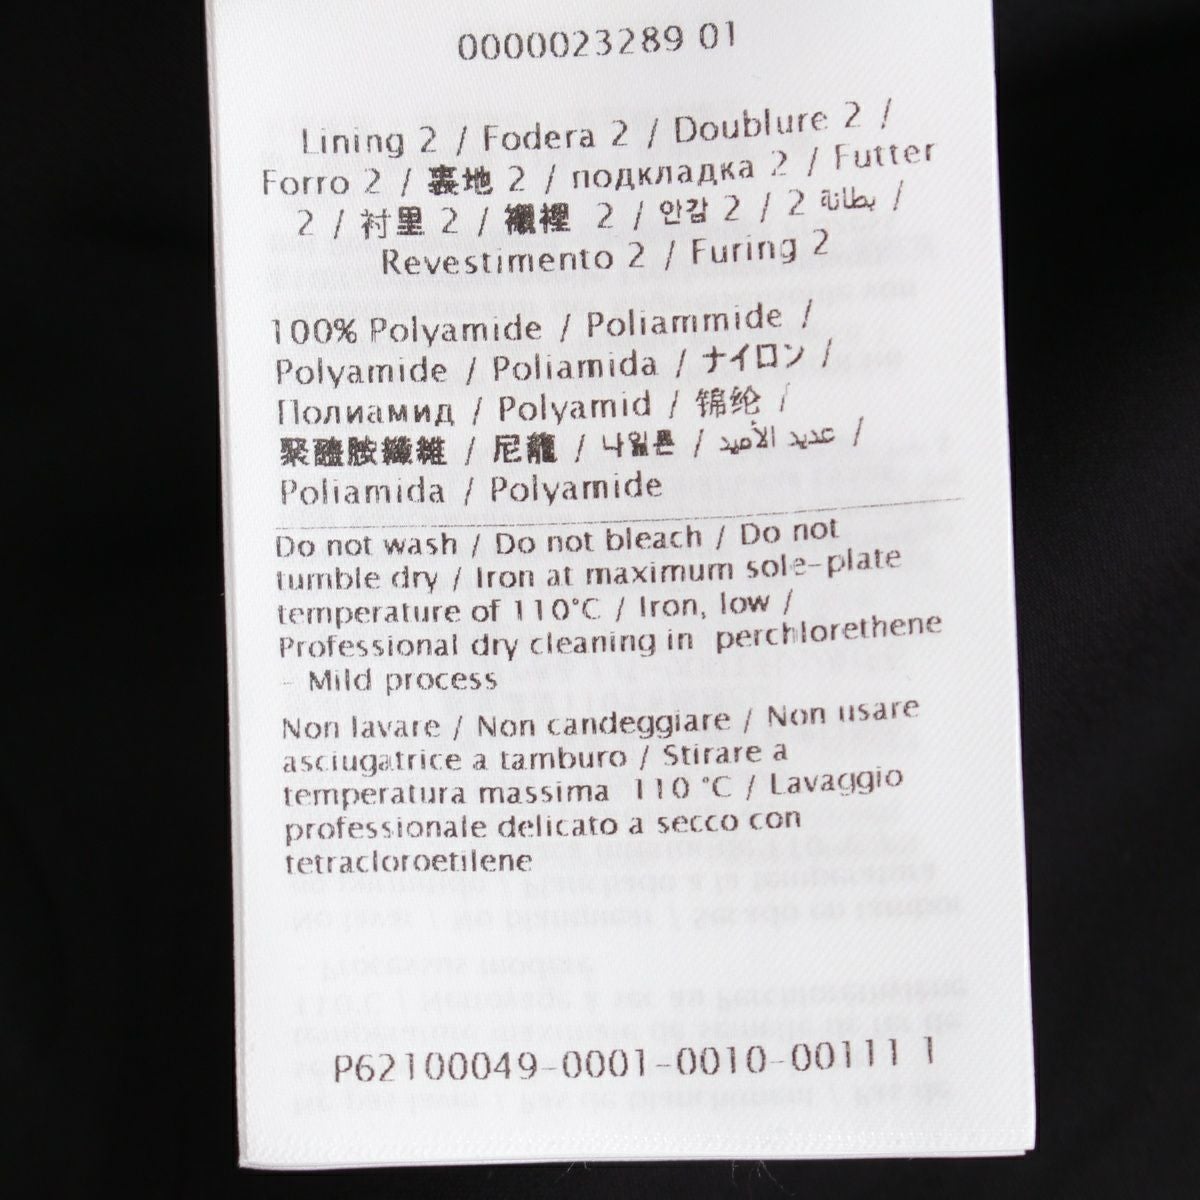 0000023289 01
Lining 2 / Fodera 2 / Doublure 2 /
Forro 2 / 裏地 2 / подкладка 2 / Futter
2 / 衬里 2 / 襯裡 2 / 안감 2 / بطانة 2 /
Revestimento 2 / Furing 2
100% Polyamide / Poliammide /
Polyamide / Poliamida / ナイロン /
Полиамид / Polyamid / 锦纶 /
聚醯胺纖維 / 尼龍 / 나일론 / عديد الأميد /
Poliamida / Polyamide
Do not wash / Do not bleach / Do not
tumble dry / Iron at maximum sole-plate
temperature of 110°C / Iron, low /
Professional dry cleaning in perchlorethene
- Mild process
Non lavare / Non candeggiare / Non usare
asciugatrice a tamburo / Stirare a
temperatura massima 110 °C / Lavaggio
professionale delicato a secco con
tetracloroetilene
P62100049-0001-0010-00111 1